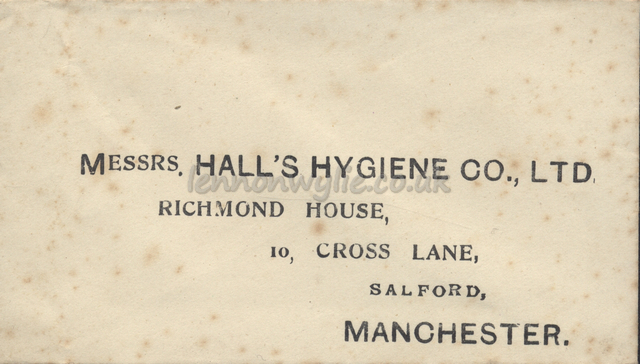 MESSRS. HALL'S HYGIENE CO., LTD.
lennonwylie.co.uk
RICHMOND HOUSE,
10, CROSS LANE,
SALFORD,
MANCHESTER.